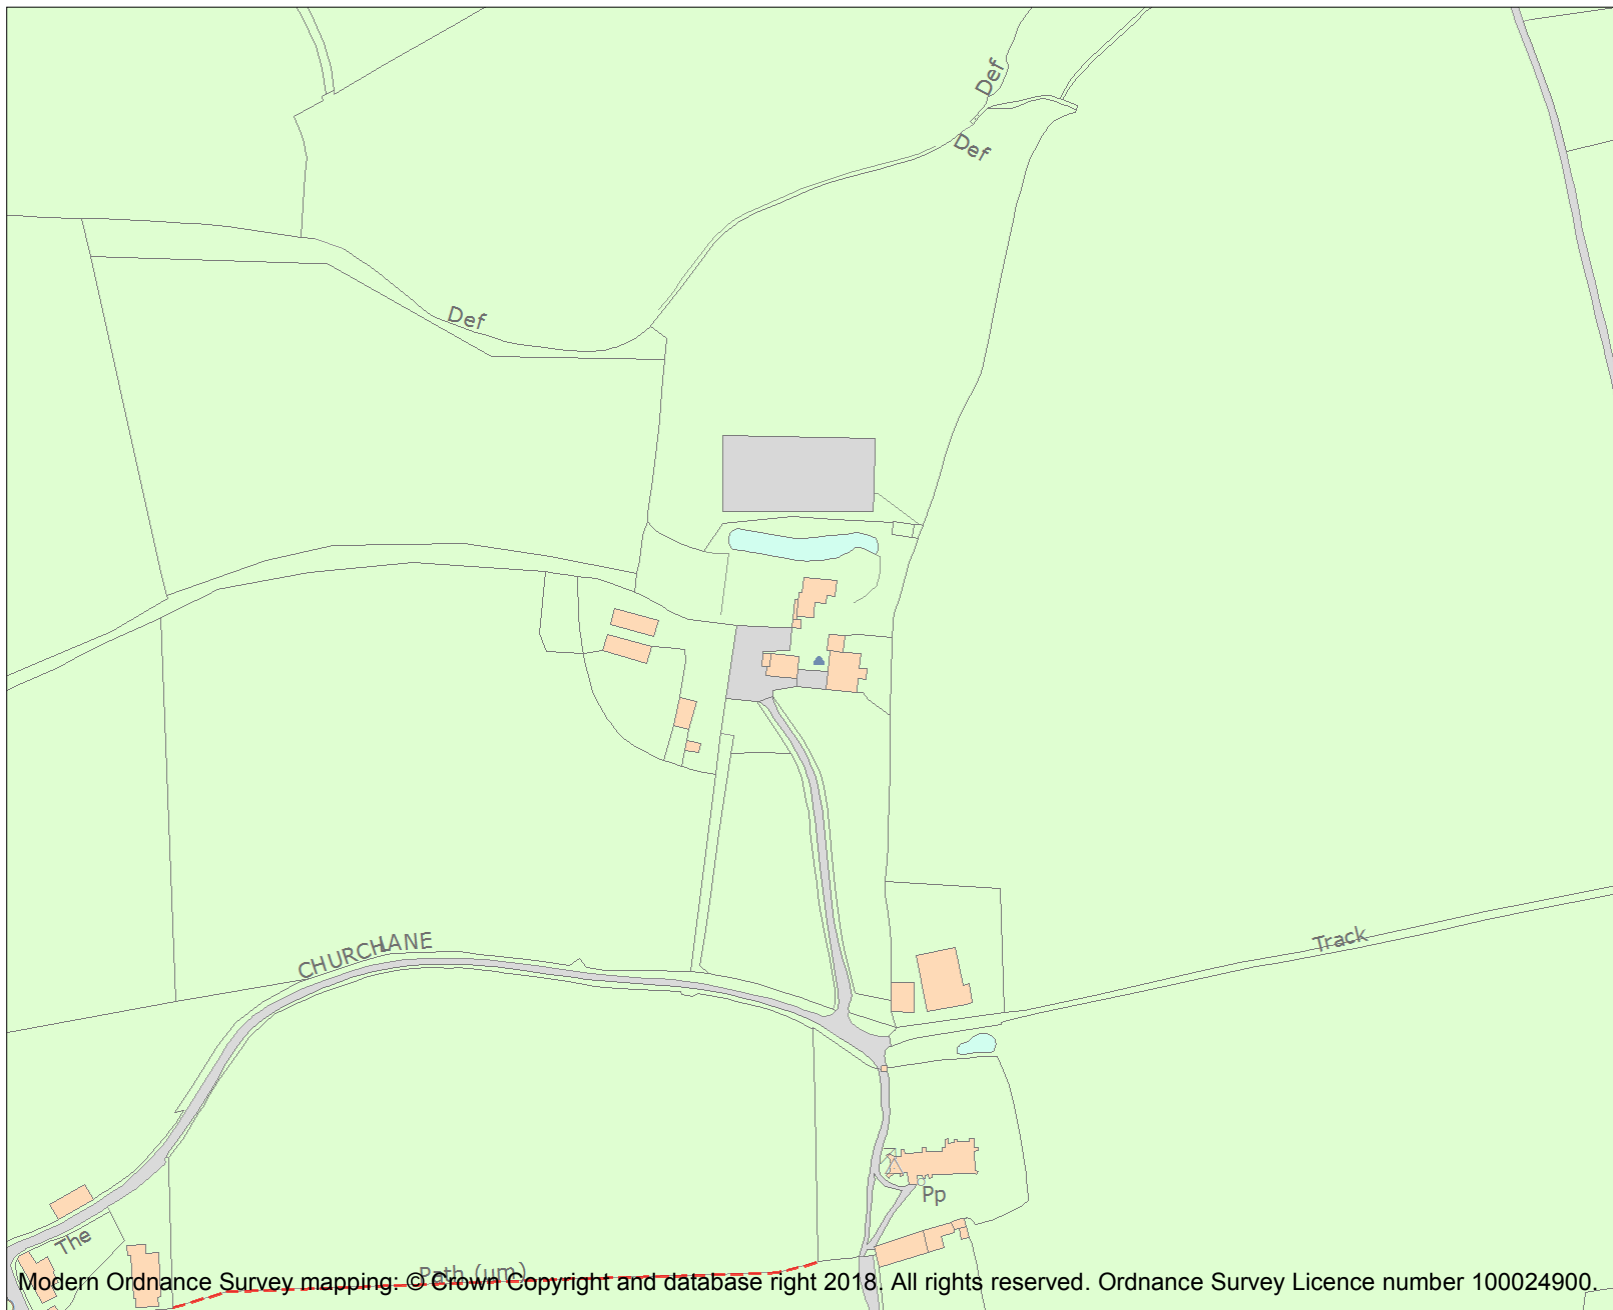 Def
Def
Def
CHURCH LANE
Track
Pp
The
Path (um)
Modern Ordnance Survey mapping: © Crown Copyright and database right 2018. All rights reserved. Ordnance Survey Licence number 100024900.